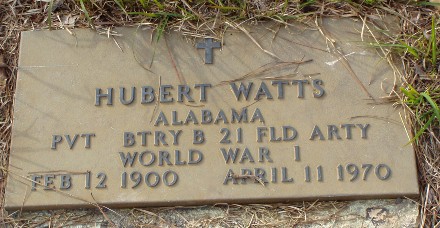 HUBERT WATTS
ALABAMA
PVT BTRY B 21 FLD ARTY
WORLD WAR I
FEB 12 1900 APRIL 11 1970